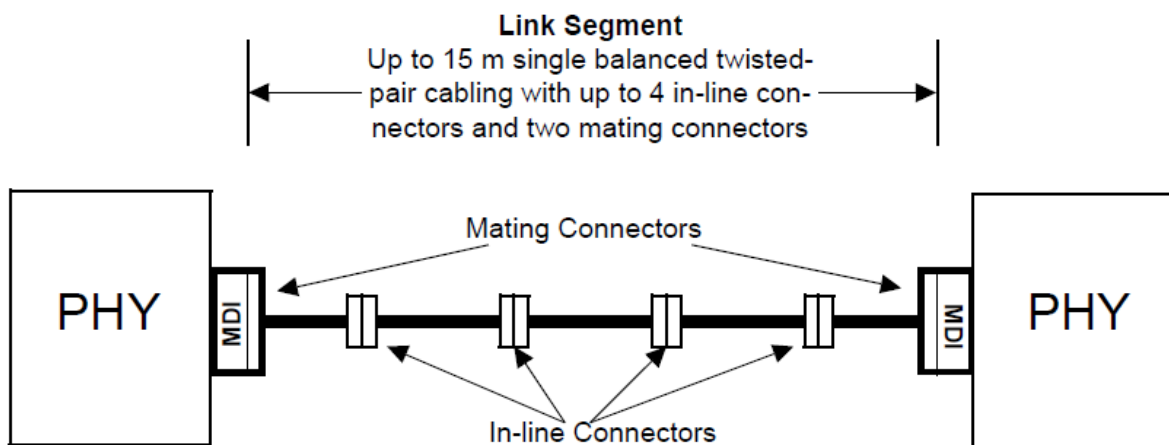 Link Segment
Up to 15 m single balanced twisted-
pair cabling with up to 4 in-line con-
nectors and two mating connectors
Mating Connectors
PHY
MDI
MDI
PHY
In-line Connectors